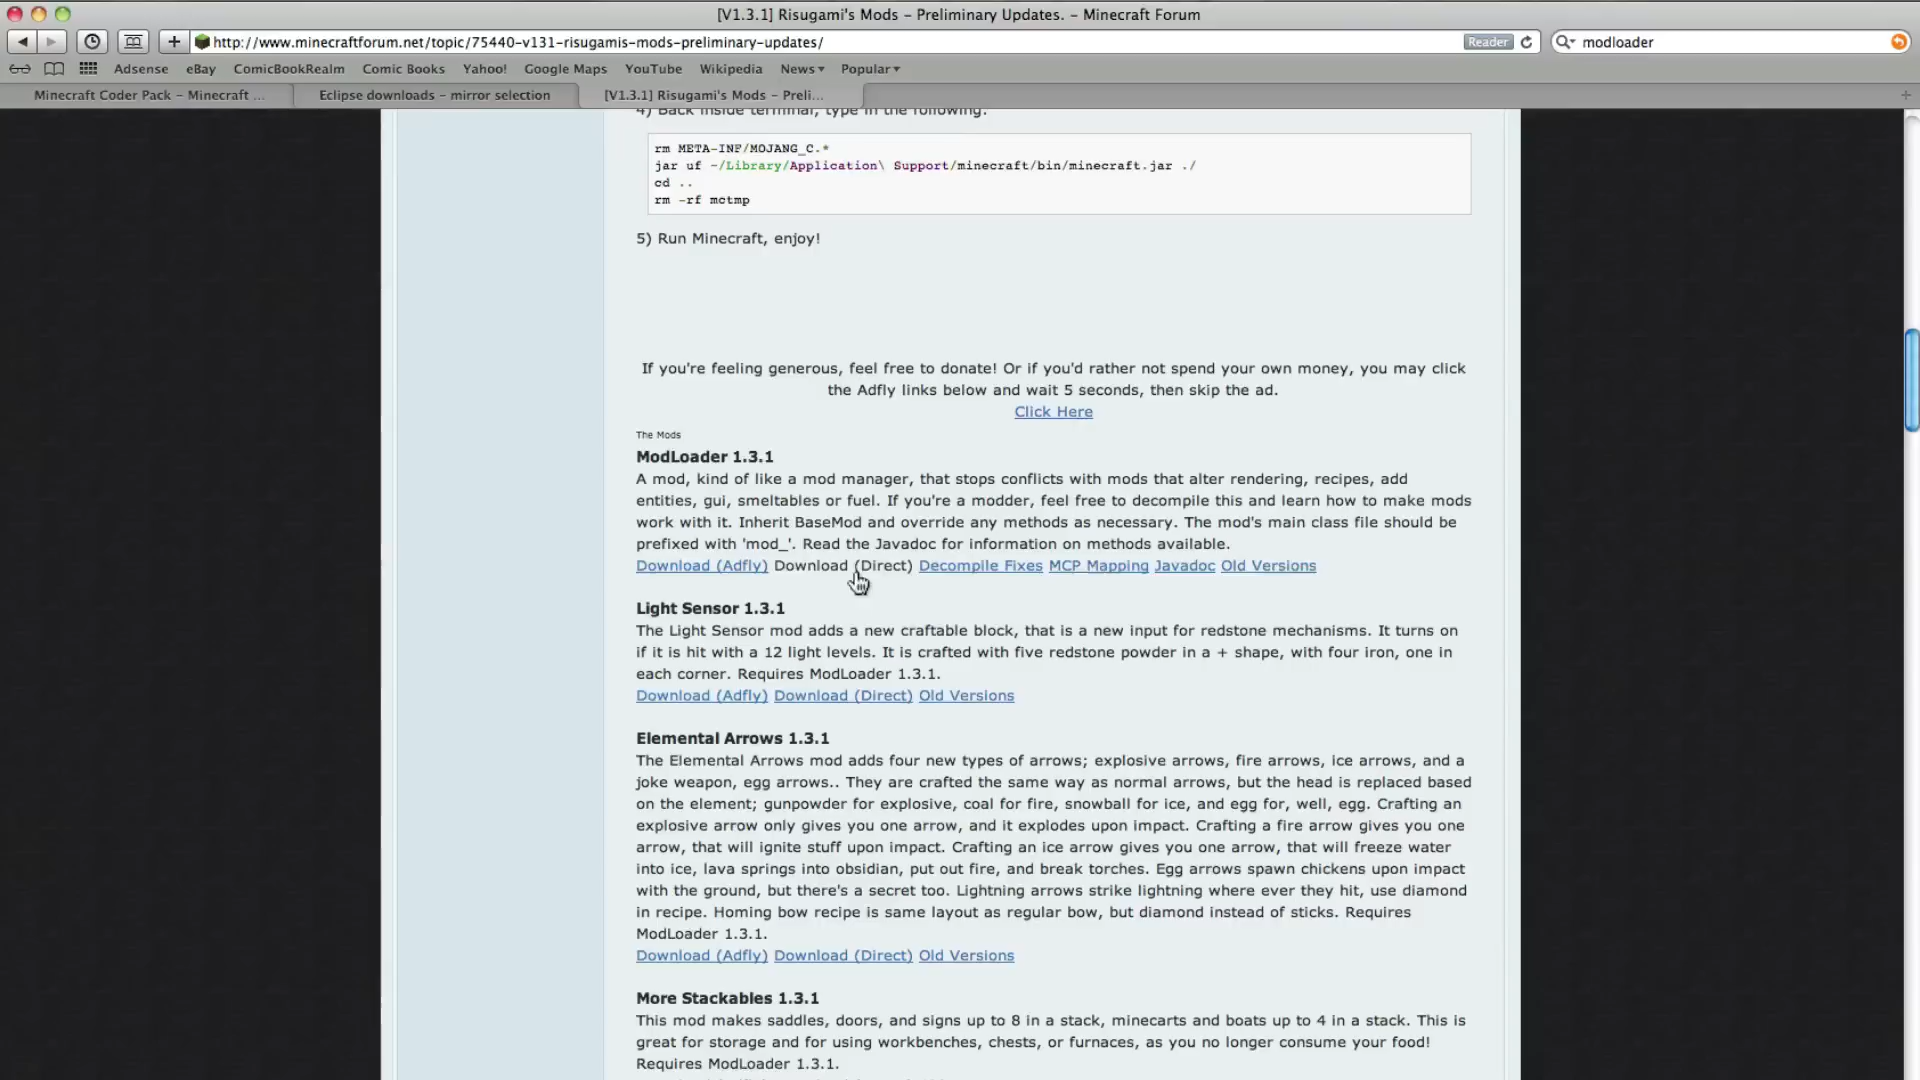 [V1.3.1] Risugami's Mods – Preliminary Updates. – Minecraft Forum
http://www.minecraftforum.net/topic/75440-v131-risugamis-mods-preliminary-updates/
Reader
modloader
Adsense eBay ComicBookRealm Comic Books Yahoo! Google Maps YouTube Wikipedia News Popular
Minecraft Coder Pack – Minecraft ... Eclipse downloads – mirror selection [V1.3.1] Risugami's Mods – Preli...
4) Back inside terminal, type in the following:
rm META-INF/MOJANG_C.*
jar uf ~/Library/Application\ Support/minecraft/bin/minecraft.jar ./
cd ..
rm -rf mctmp
5) Run Minecraft, enjoy!
If you're feeling generous, feel free to donate! Or if you'd rather not spend your own money, you may click
the Adfly links below and wait 5 seconds, then skip the ad.
Click Here
The Mods
ModLoader 1.3.1
A mod, kind of like a mod manager, that stops conflicts with mods that alter rendering, recipes, add
entities, gui, smeltables or fuel. If you're a modder, feel free to decompile this and learn how to make mods
work with it. Inherit BaseMod and override any methods as necessary. The mod's main class file should be
prefixed with 'mod_'. Read the Javadoc for information on methods available.
Download (Adfly) Download (Direct) Decompile Fixes MCP Mapping Javadoc Old Versions
Light Sensor 1.3.1
The Light Sensor mod adds a new craftable block, that is a new input for redstone mechanisms. It turns on
if it is hit with a 12 light levels. It is crafted with five redstone powder in a + shape, with four iron, one in
each corner. Requires ModLoader 1.3.1.
Download (Adfly) Download (Direct) Old Versions
Elemental Arrows 1.3.1
The Elemental Arrows mod adds four new types of arrows; explosive arrows, fire arrows, ice arrows, and a
joke weapon, egg arrows.. They are crafted the same way as normal arrows, but the head is replaced based
on the element; gunpowder for explosive, coal for fire, snowball for ice, and egg for, well, egg. Crafting an
explosive arrow only gives you one arrow, and it explodes upon impact. Crafting a fire arrow gives you one
arrow, that will ignite stuff upon impact. Crafting an ice arrow gives you one arrow, that will freeze water
into ice, lava springs into obsidian, put out fire, and break torches. Egg arrows spawn chickens upon impact
with the ground, but there's a secret too. Lightning arrows strike lightning where ever they hit, use diamond
in recipe. Homing bow recipe is same layout as regular bow, but diamond instead of sticks. Requires
ModLoader 1.3.1.
Download (Adfly) Download (Direct) Old Versions
More Stackables 1.3.1
This mod makes saddles, doors, and signs up to 8 in a stack, minecarts and boats up to 4 in a stack. This is
great for storage and for using workbenches, chests, or furnaces, as you no longer consume your food!
Requires ModLoader 1.3.1.